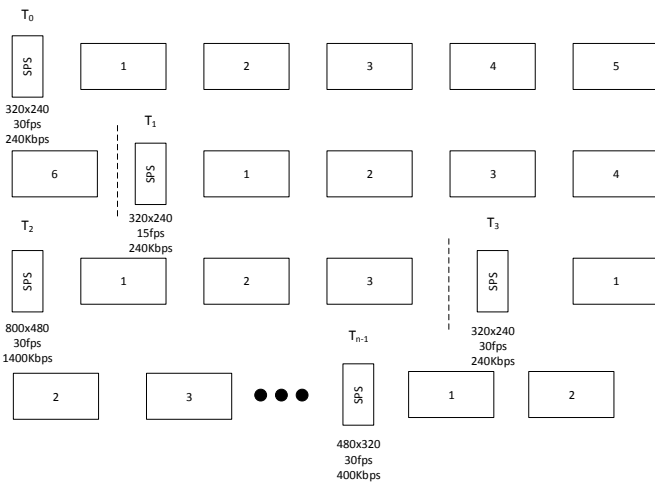 T0
SPS 1 2 3 4 5
320x240
30fps
240Kbps
T1
6 SPS 1 2 3 4
320x240
15fps
240Kbps
T2 T3
SPS 1 2 3 SPS 1
800x480 320x240
30fps 30fps
1400Kbps 240Kbps
Tn-1
2 3 SPS 1 2
480x320
30fps
400Kbps